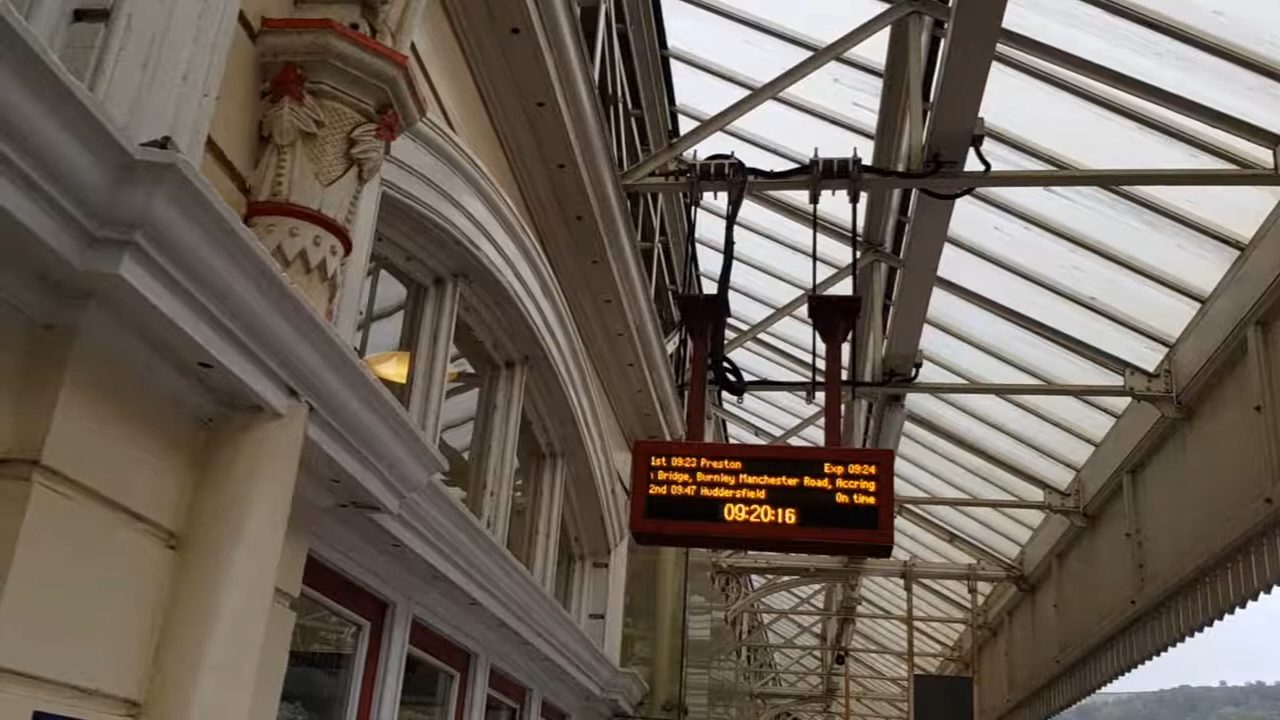 1st 09:23 Preston Exp 09:24
Bridge, Burnley Manchester Road, Accring
2nd 09:47 Huddersfield On time
09:20:16